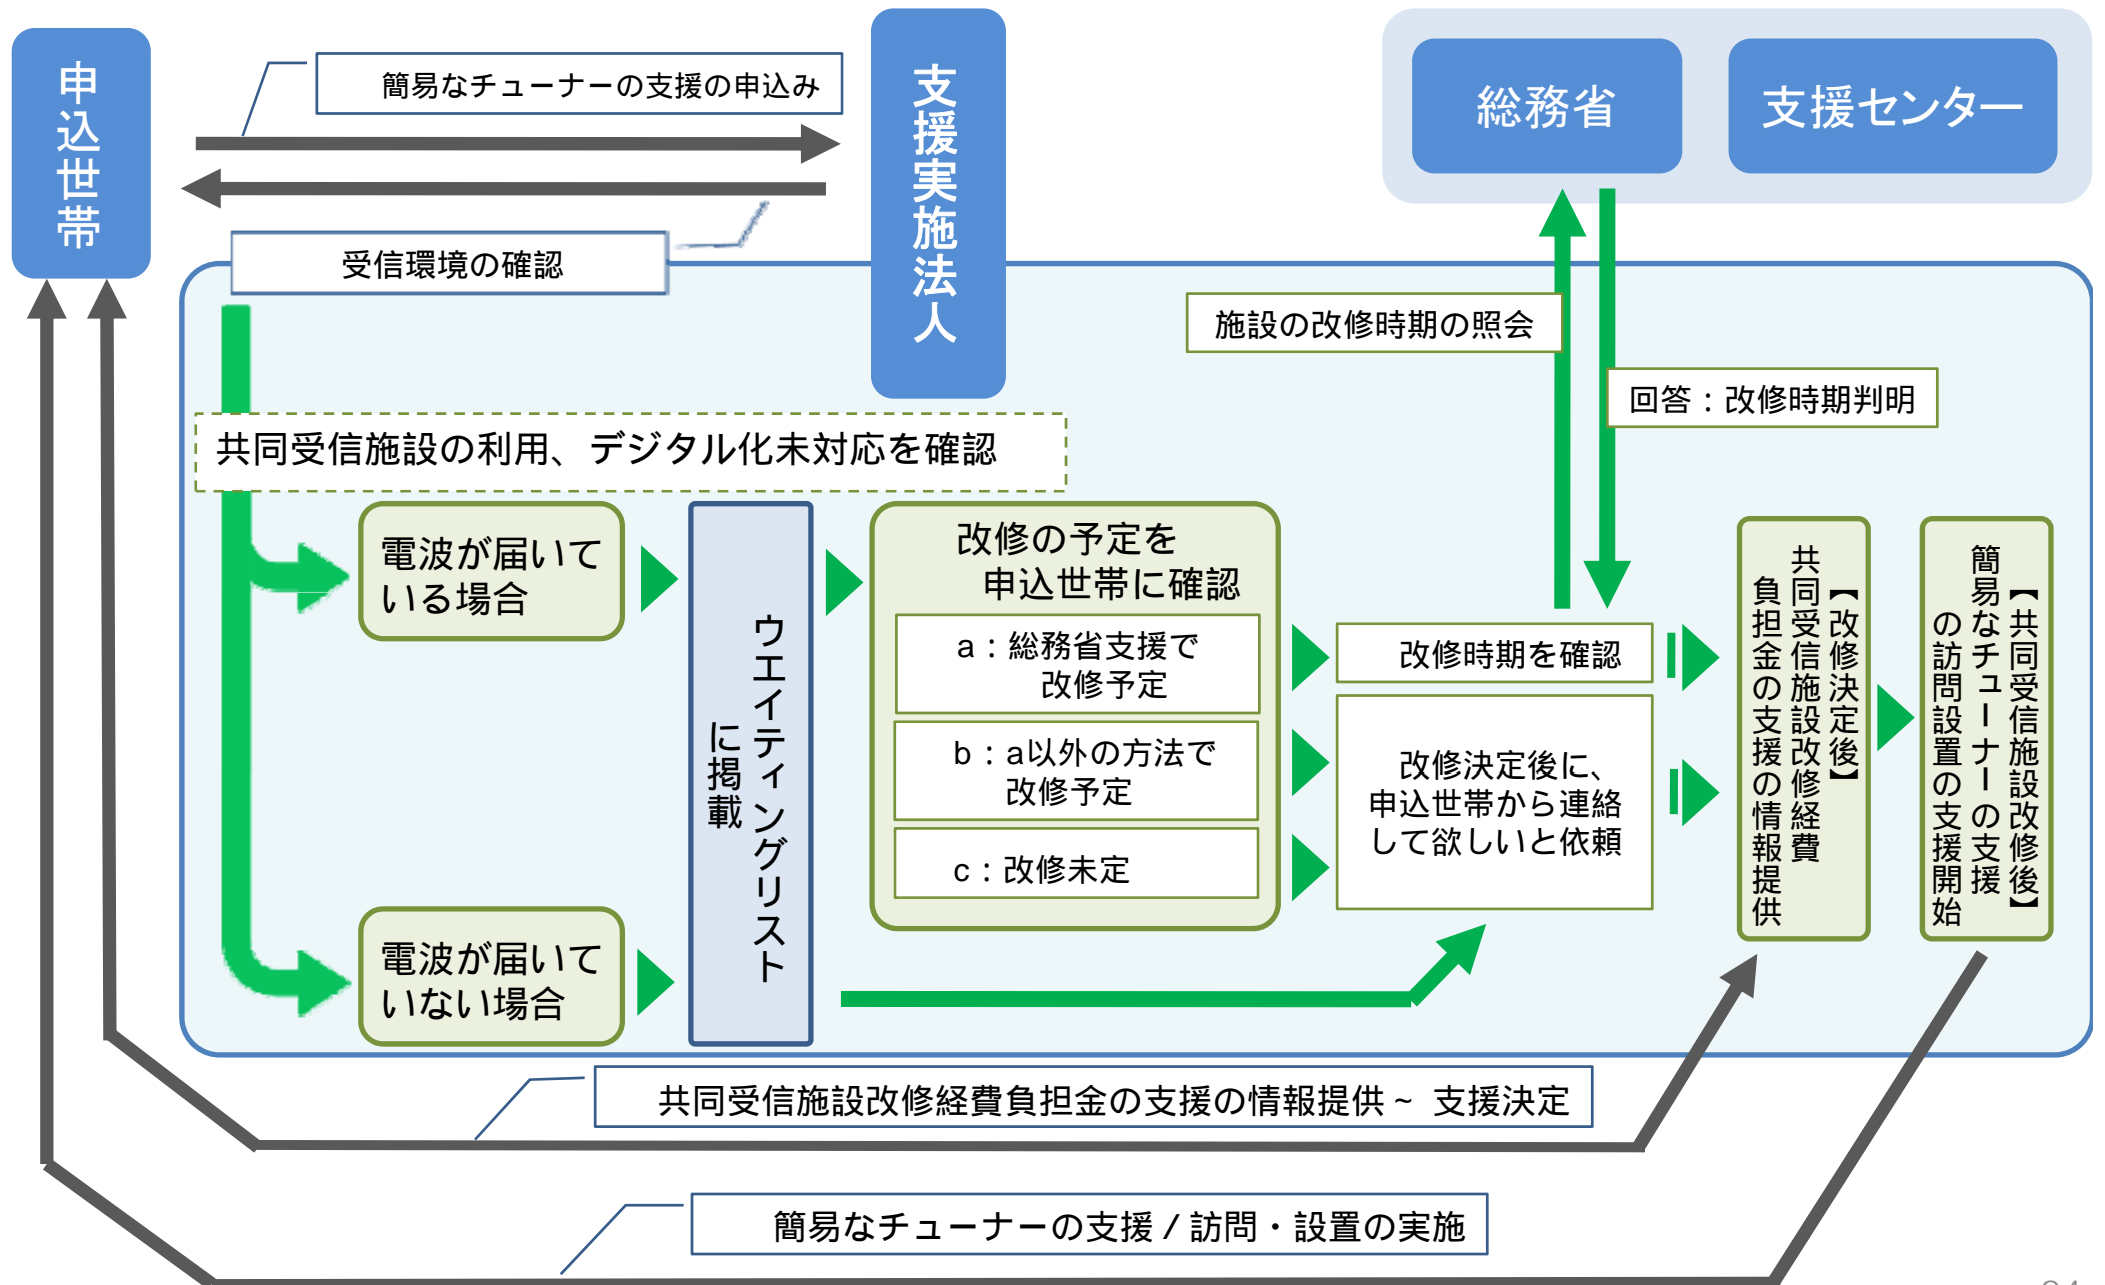 申込世帯
簡易なチューナーの支援の申込み
支援実施法人
総務省
支援センター
受信環境の確認
施設の改修時期の照会
回答：改修時期判明
共同受信施設の利用、デジタル化未対応を確認
電波が届いて
いる場合
電波が届いて
いない場合
ウエイティングリスト
に掲載
改修の予定を
申込世帯に確認
a：総務省支援で
改修予定
b：a以外の方法で
改修予定
c：改修未定
改修時期を確認
改修決定後に、
申込世帯から連絡
して欲しいと依頼
【改修決定後】
共同受信施設改修経費
負担金の支援の情報提供
【共同受信施設改修後】
簡易なチューナーの支援
の訪問設置の支援開始
共同受信施設改修経費負担金の支援の情報提供～ 支援決定
簡易なチューナーの支援／訪問・設置の実施